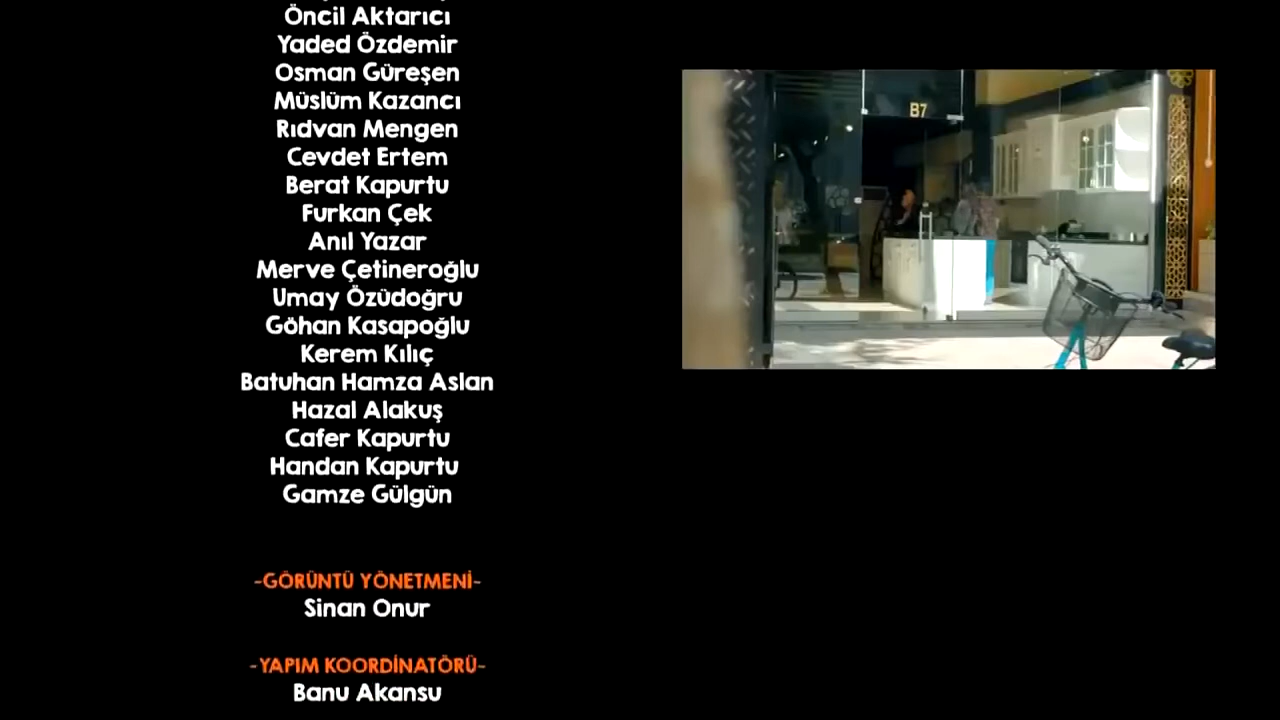 Öncil Aktarıcı
Yaded Özdemir
Osman Güreşen
Müslüm Kazancı
Rıdvan Mengen
Cevdet Ertem
Berat Kapurtu
Furkan Çek
Anıl Yazar
Merve Çetineroğlu
Umay Özüdoğru
Göhan Kasapoğlu
Kerem Kılıç
Batuhan Hamza Aslan
Hazal Alakuş
Cafer Kapurtu
Handan Kapurtu
Gamze Gülgün
-GÖRÜNTÜ YÖNETMENİ-
Sinan Onur
-YAPIM KOORDİNATÖRÜ-
Banu Akansu
B7